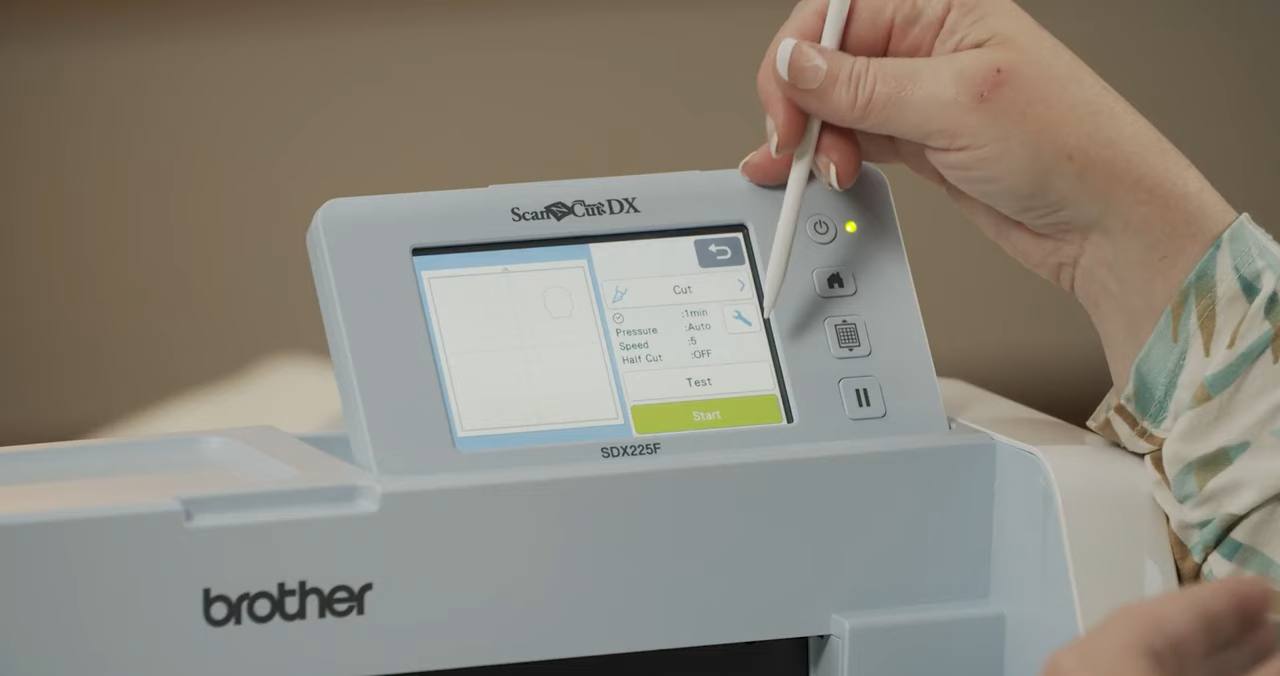 ScanNCutDX
Cut
:1min
Pressure :Auto
Speed :5
Half Cut :OFF
Test
Start
SDX225F
brother